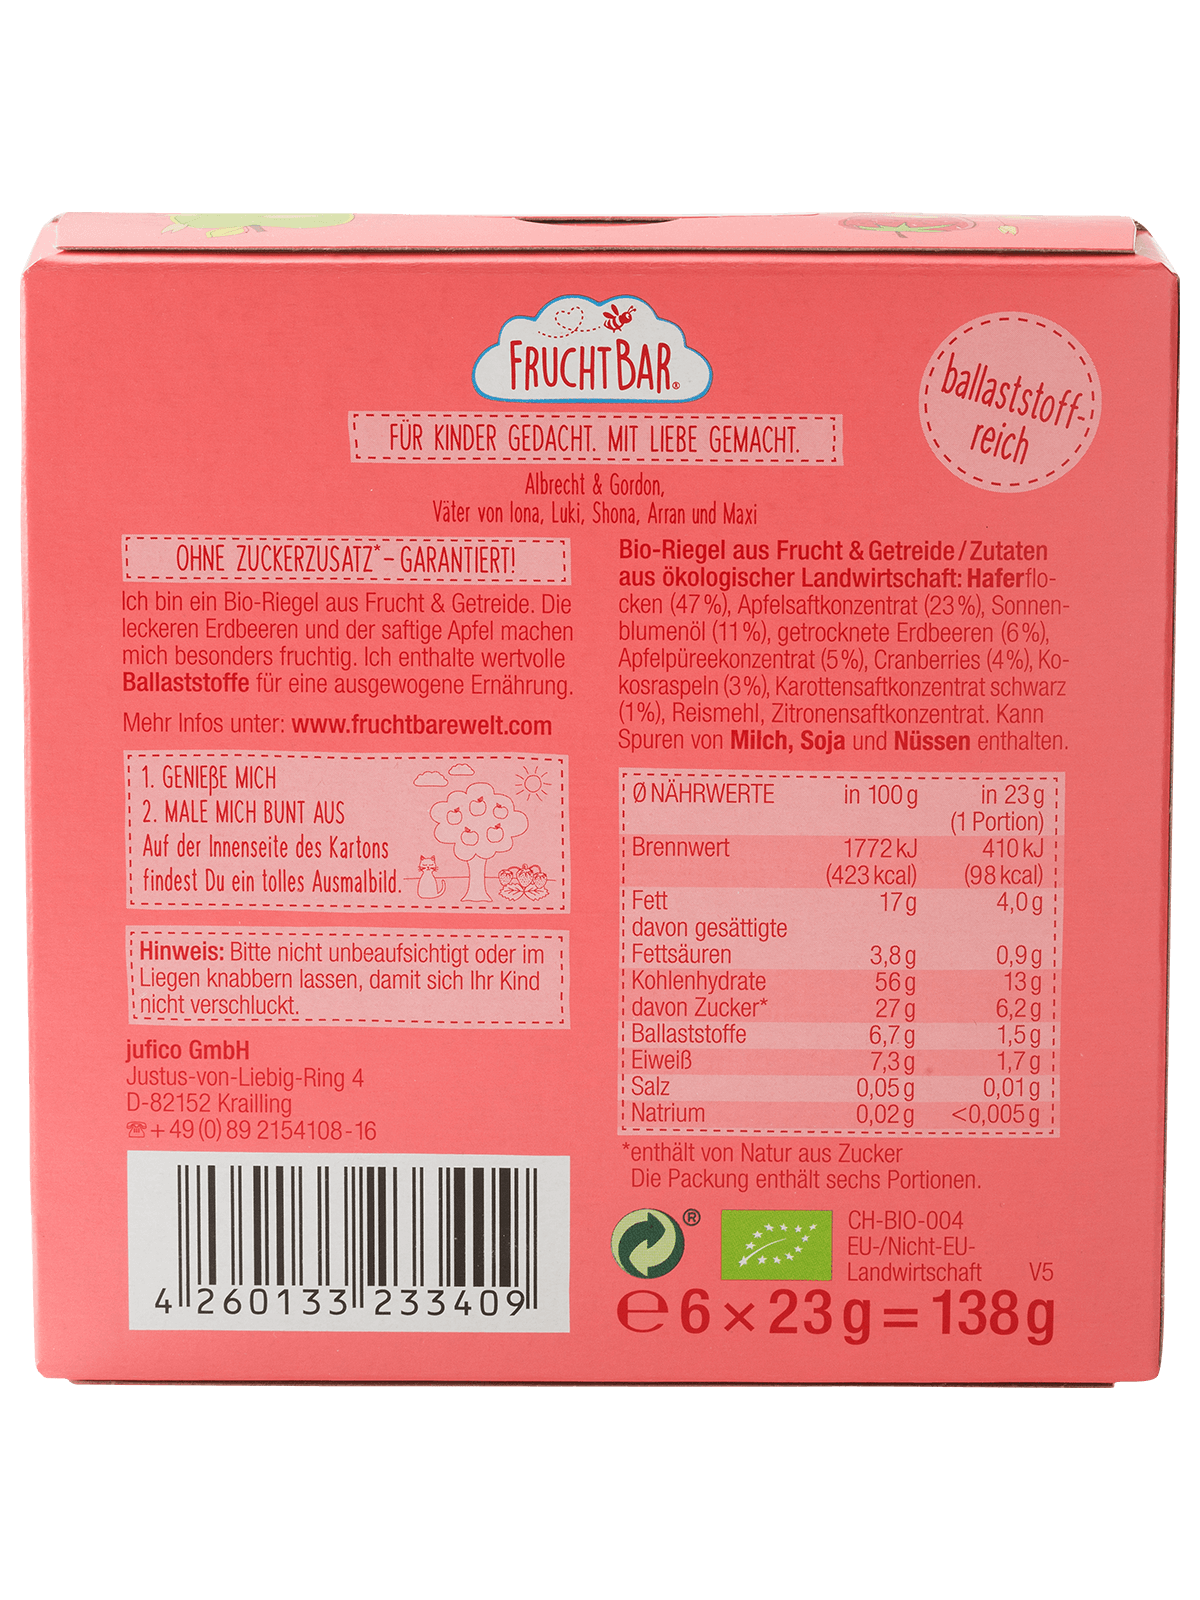 FRUCHTBAR®
FÜR KINDER GEDACHT. MIT LIEBE GEMACHT.
Albrecht & Gordon,
Väter von Iona, Luki, Shona, Arran und Maxi
ballaststoff-
reich
OHNE ZUCKERZUSATZ*– GARANTIERT!
Ich bin ein Bio-Riegel aus Frucht & Getreide. Die
leckeren Erdbeeren und der saftige Apfel machen
mich besonders fruchtig. Ich enthalte wertvolle
Ballaststoffe für eine ausgewogene Ernährung.
Mehr Infos unter: www.fruchtbarewelt.com
1. GENIEẞE MICH
2. MALE MICH BUNT AUS
Auf der Innenseite des Kartons
findest Du ein tolles Ausmalbild.
Hinweis: Bitte nicht unbeaufsichtigt oder im
Liegen knabbern lassen, damit sich Ihr Kind
nicht verschluckt.
jufico GmbH
Justus-von-Liebig-Ring 4
D-82152 Krailling
☎ +49 (0) 89 2154108-16
4 260133 233409
Bio-Riegel aus Frucht & Getreide / Zutaten
aus ökologischer Landwirtschaft: Haferflo-
cken (47 %), Apfelsaftkonzentrat (23 %), Sonnen-
blumenöl (11 %), getrocknete Erdbeeren (6 %),
Apfelpüreekonzentrat (5 %), Cranberries (4%), Ko-
kosraspeln (3 %), Karottensaftkonzentrat schwarz
(1%), Reismehl, Zitronensaftkonzentrat. Kann
Spuren von Milch, Soja und Nüssen enthalten.
Ø NÄHRWERTE in 100 g in 23 g
(1 Portion)
Brennwert 1772 kJ 410 kJ
(423 kcal) (98 kcal)
Fett 17 g 4,0 g
davon gesättigte
Fettsäuren 3,8 g 0,9 g
Kohlenhydrate 56 g 13 g
davon Zucker* 27 g 6,2 g
Ballaststoffe 6,7 g 1,5 g
Eiweiß 7,3 g 1,7 g
Salz 0,05 g 0,01 g
Natrium 0,02 g <0,005 g
*enthält von Natur aus Zucker
Die Packung enthält sechs Portionen.
®
CH-BIO-004
EU-/Nicht-EU-
Landwirtschaft V5
℮ 6 × 23 g = 138 g